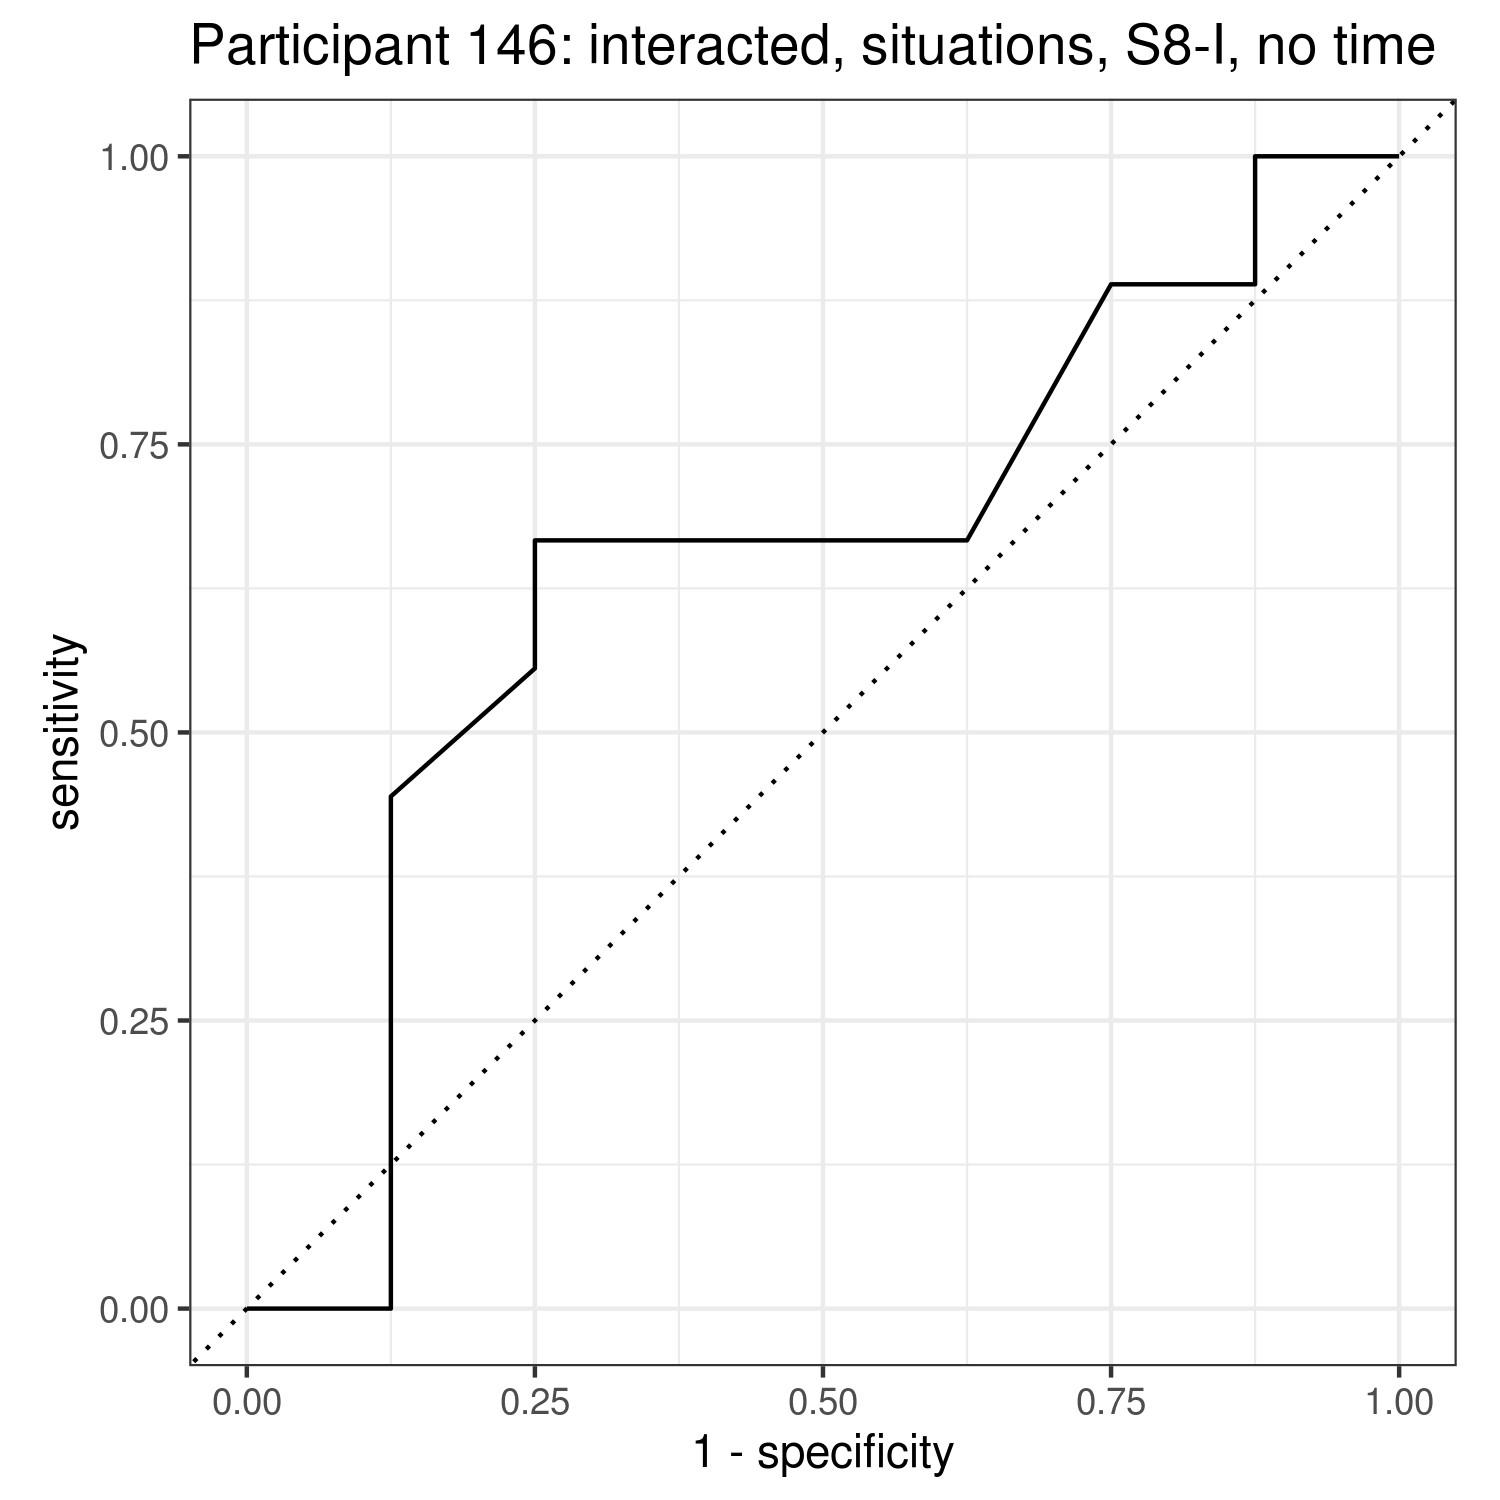 Participant 146: interacted, situations, S8-I, no time
1.00
0.75
0.50
0.25
0.00
sensitivity
0.00 0.25 0.50 0.75 1.00
1 - specificity